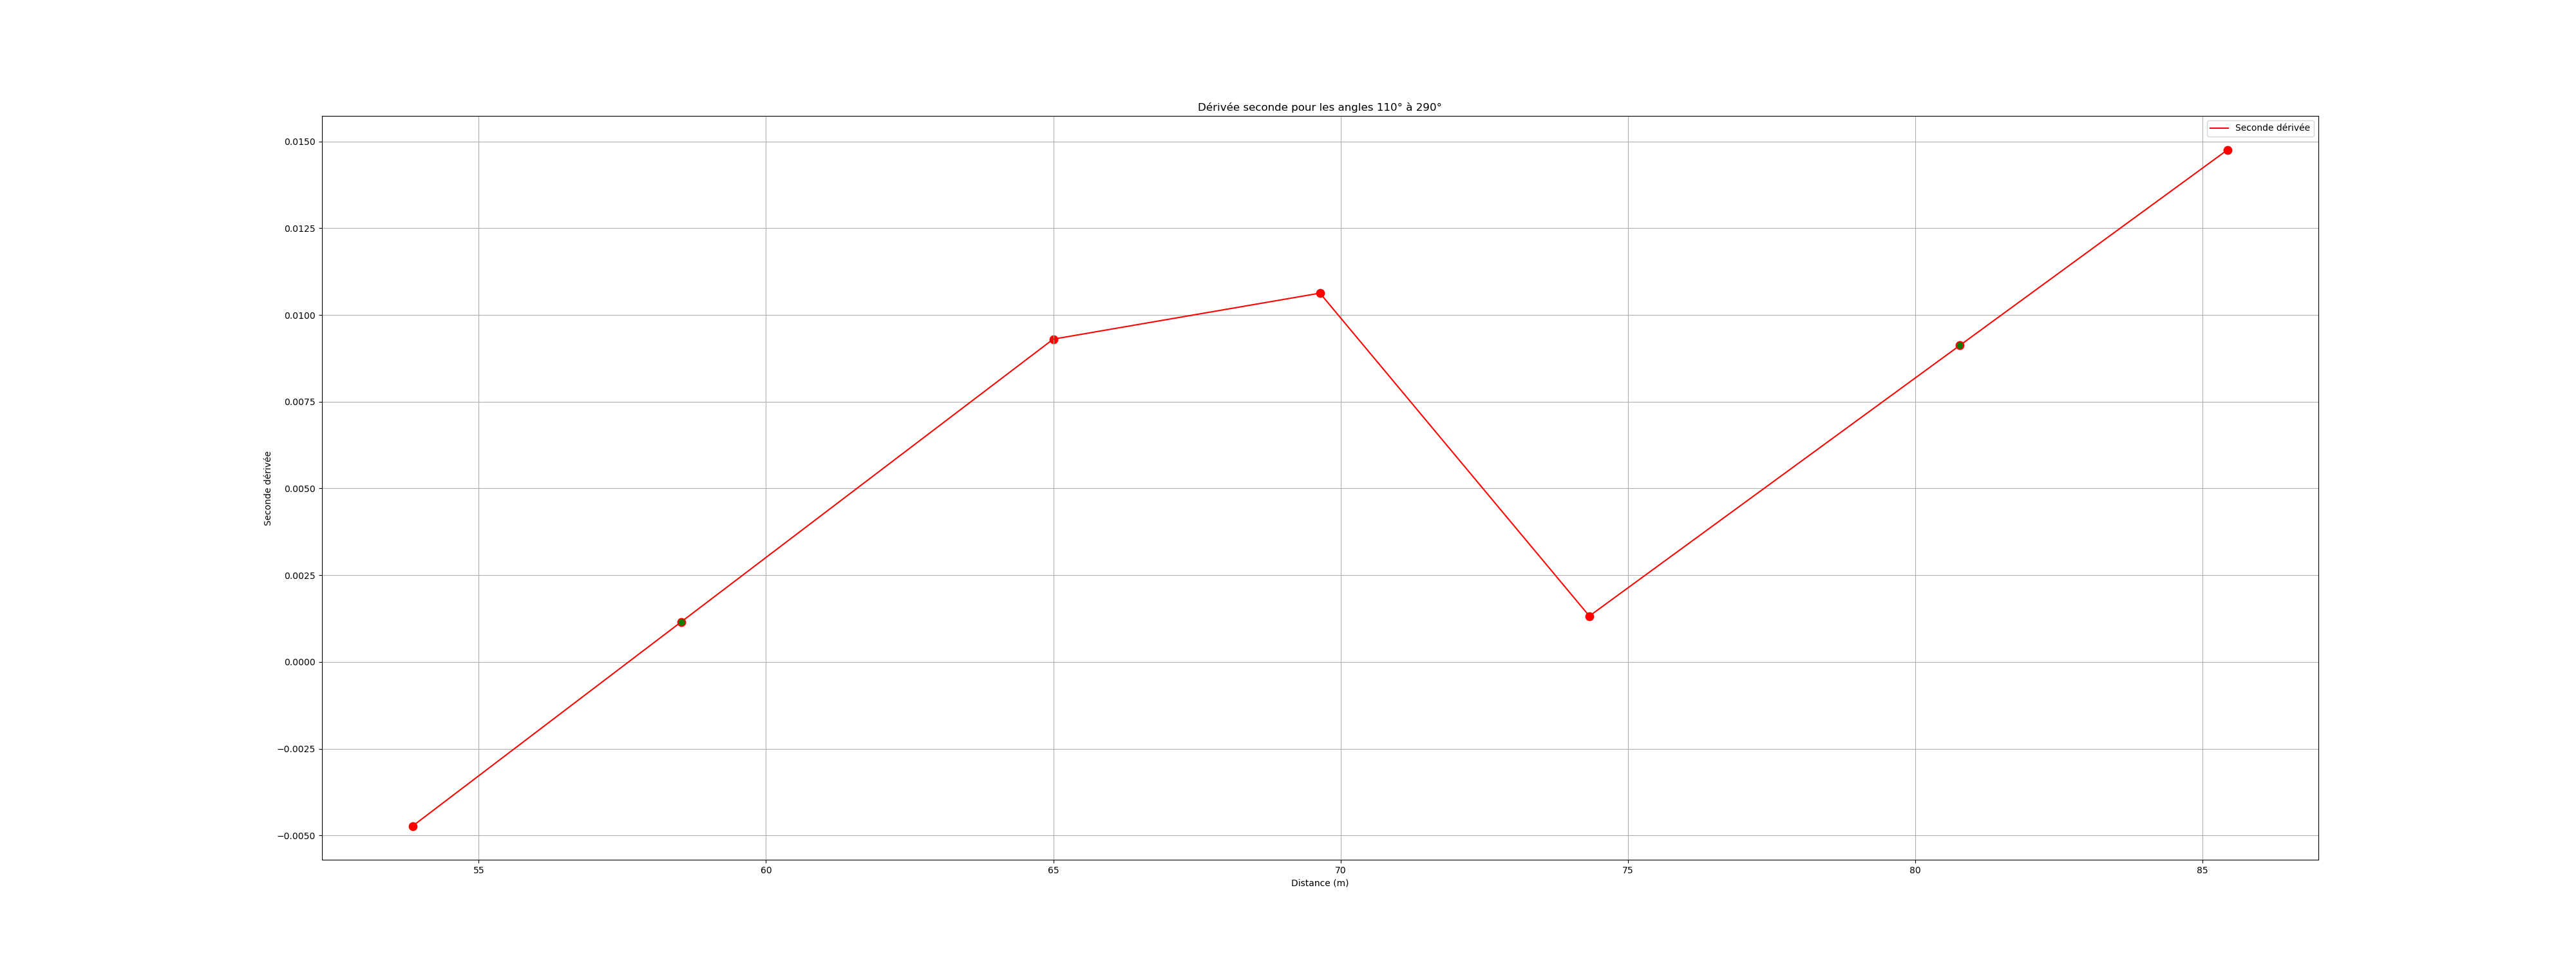 Dérivée seconde pour les angles 110° à 290°
Seconde dérivée
0.0150
0.0125
0.0100
0.0075
0.0050
0.0025
0.0000
−0.0025
−0.0050
Seconde dérivée
55 60 65 70 75 80 85
Distance (m)